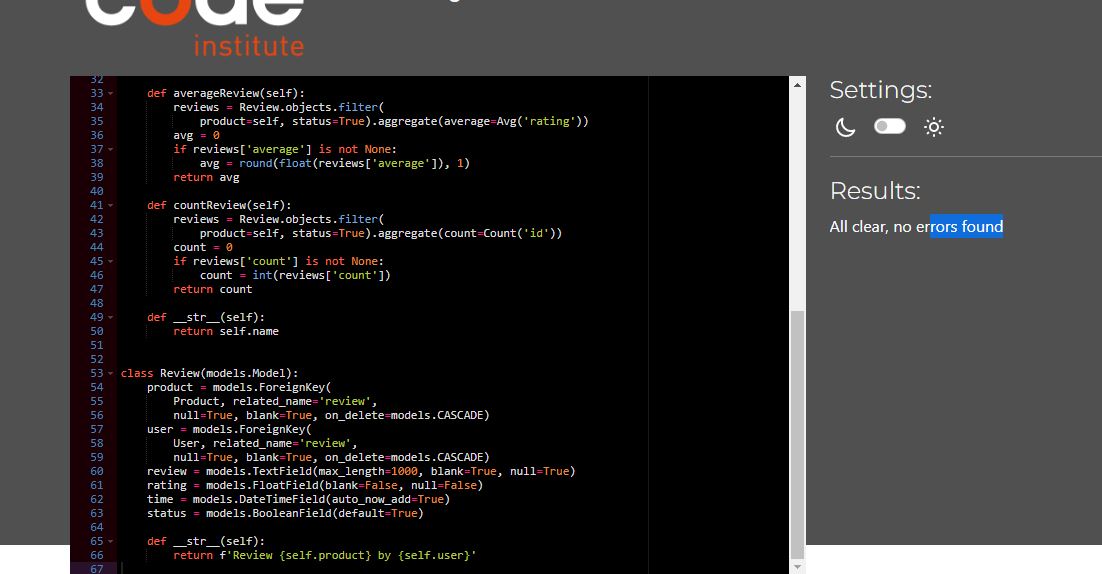 code
institute
32
33 def averageReview(self):
34 reviews = Review.objects.filter(
35 product=self, status=True).aggregate(average=Avg('rating'))
36 avg = 0
37 if reviews['average'] is not None:
38 avg = round(float(reviews['average']), 1)
39 return avg
40
41 def countReview(self):
42 reviews = Review.objects.filter(
43 product=self, status=True).aggregate(count=Count('id'))
44 count = 0
45 if reviews['count'] is not None:
46 count = int(reviews['count'])
47 return count
48
49 def __str__(self):
50 return self.name
51
52
53 class Review(models.Model):
54 product = models.ForeignKey(
55 Product, related_name='review',
56 null=True, blank=True, on_delete=models.CASCADE)
57 user = models.ForeignKey(
58 User, related_name='review',
59 null=True, blank=True, on_delete=models.CASCADE)
60 review = models.TextField(max_length=1000, blank=True, null=True)
61 rating = models.FloatField(blank=False, null=False)
62 time = models.DateTimeField(auto_now_add=True)
63 status = models.BooleanField(default=True)
64
65 def __str__(self):
66 return f'Review {self.product} by {self.user}'
67
Settings:
Results:
All clear, no errors found